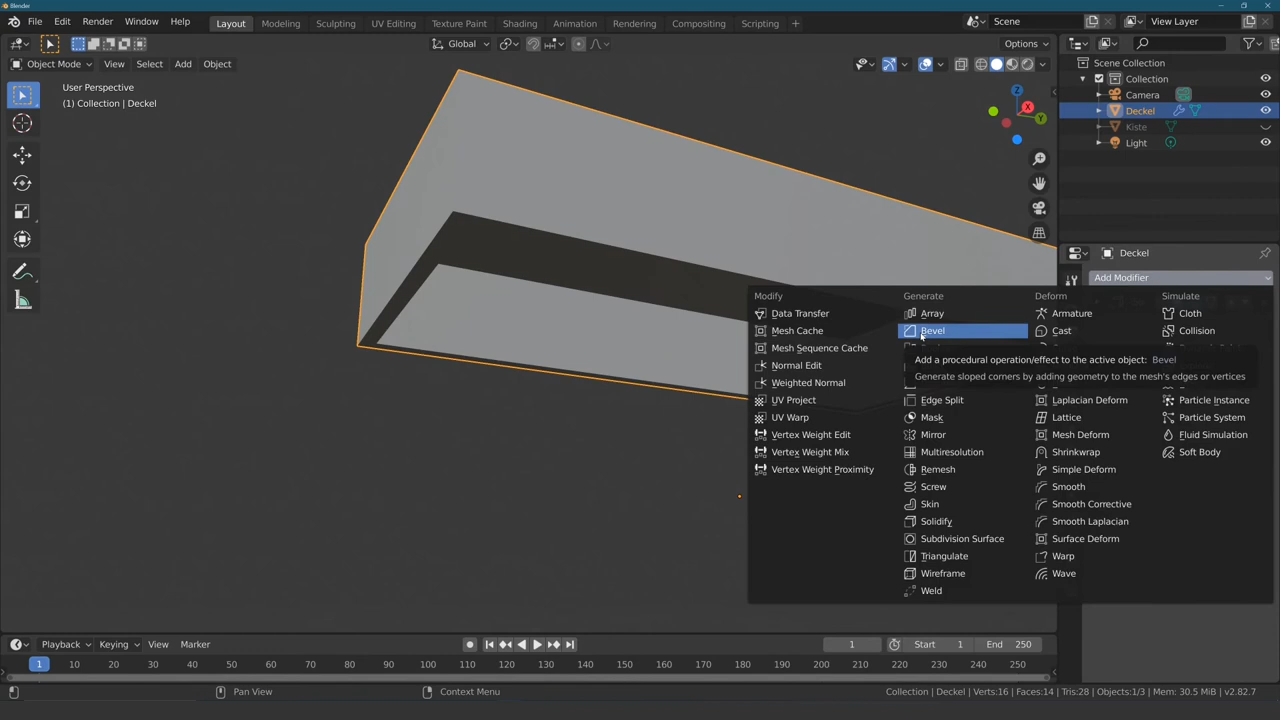 Blender
File Edit Render Window Help
Layout Modeling Sculpting UV Editing Texture Paint Shading Animation Rendering Compositing Scripting +
Scene
View Layer
Global
Options
Object Mode View Select Add Object
User Perspective
(1) Collection | Deckel
X
Y
Z
Scene Collection
Collection
Camera
Deckel
Kiste
Light
Deckel
Add Modifier
Modify
Data Transfer
Mesh Cache
Mesh Sequence Cache
Normal Edit
Weighted Normal
UV Project
UV Warp
Vertex Weight Edit
Vertex Weight Mix
Vertex Weight Proximity
Generate
Array
Bevel
Add a procedural operation/effect to the active object: Bevel
Generate sloped corners by adding geometry to the mesh's edges or vertices
Edge Split
Mask
Mirror
Multiresolution
Remesh
Screw
Skin
Solidify
Subdivision Surface
Triangulate
Wireframe
Weld
Deform
Armature
Cast
Laplacian Deform
Lattice
Mesh Deform
Shrinkwrap
Simple Deform
Smooth
Smooth Corrective
Smooth Laplacian
Surface Deform
Warp
Wave
Simulate
Cloth
Collision
Particle Instance
Particle System
Fluid Simulation
Soft Body
Playback Keying View Marker
1 Start 1 End 250
1 10 20 30 40 50 60 70 80 90 100 110 120 130 140 150 160 170 180 190 200 210 220 230 240 250
Pan View Context Menu
Collection | Deckel | Verts:16 | Faces:14 | Tris:28 | Objects:1/3 | Mem: 30.5 MiB | v2.82.7